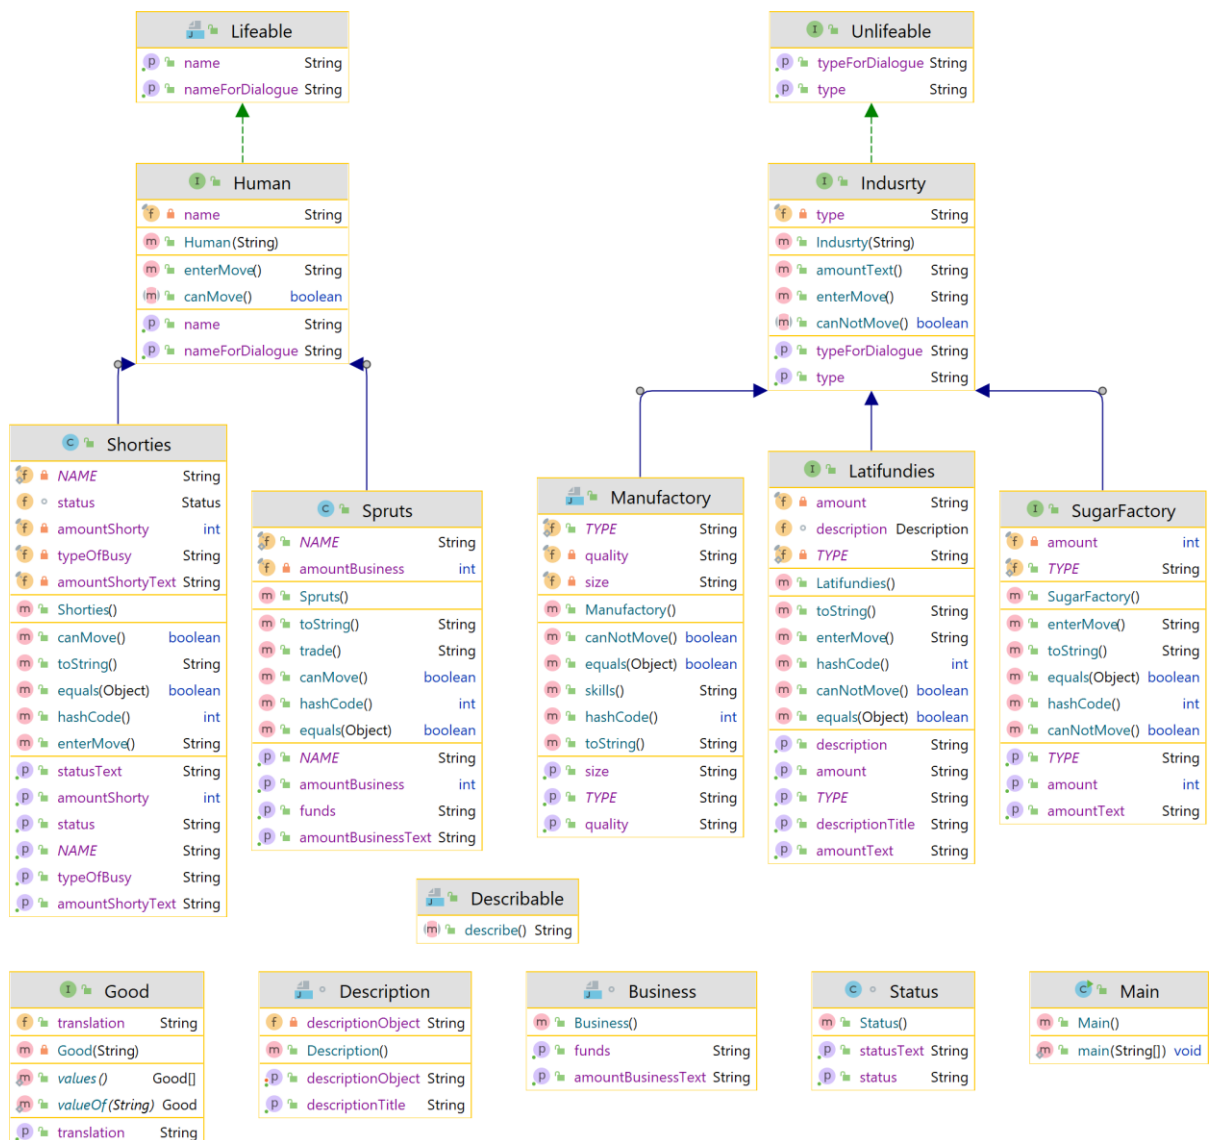 Lifeable
name String
nameForDialogue String
Unlifeable
typeForDialogue String
type String
Human
name String
Human(String)
enterMove() String
canMove() boolean
name String
nameForDialogue String
Indusrty
type String
Indusrty(String)
amountText() String
enterMove() String
canNotMove() boolean
typeForDialogue String
type String
Shorties
NAME String
status Status
amountShorty int
typeOfBusy String
amountShortyText String
Shorties()
canMove() boolean
toString() String
equals(Object) boolean
hashCode() int
enterMove() String
statusText String
amountShorty int
status String
NAME String
typeOfBusy String
amountShortyText String
Spruts
NAME String
amountBusiness int
Spruts()
toString() String
trade() String
canMove() boolean
hashCode() int
equals(Object) boolean
NAME String
amountBusiness int
funds String
amountBusinessText String
Manufactory
TYPE String
quality String
size String
Manufactory()
canNotMove() boolean
equals(Object) boolean
skills() String
hashCode() int
toString() String
size String
TYPE String
quality String
Latifundies
amount String
description Description
TYPE String
Latifundies()
toString() String
enterMove() String
hashCode() int
canNotMove() boolean
equals(Object) boolean
description String
amount String
TYPE String
descriptionTitle String
amountText String
SugarFactory
amount int
TYPE String
SugarFactory()
enterMove() String
toString() String
equals(Object) boolean
hashCode() int
canNotMove() boolean
TYPE String
amount int
amountText String
Describable
describe() String
Good
translation String
Good(String)
values() Good[]
valueOf(String) Good
translation String
Description
descriptionObject String
Description()
descriptionObject String
descriptionTitle String
Business
Business()
funds String
amountBusinessText String
Status
Status()
statusText String
status String
Main
Main()
main(String[]) void